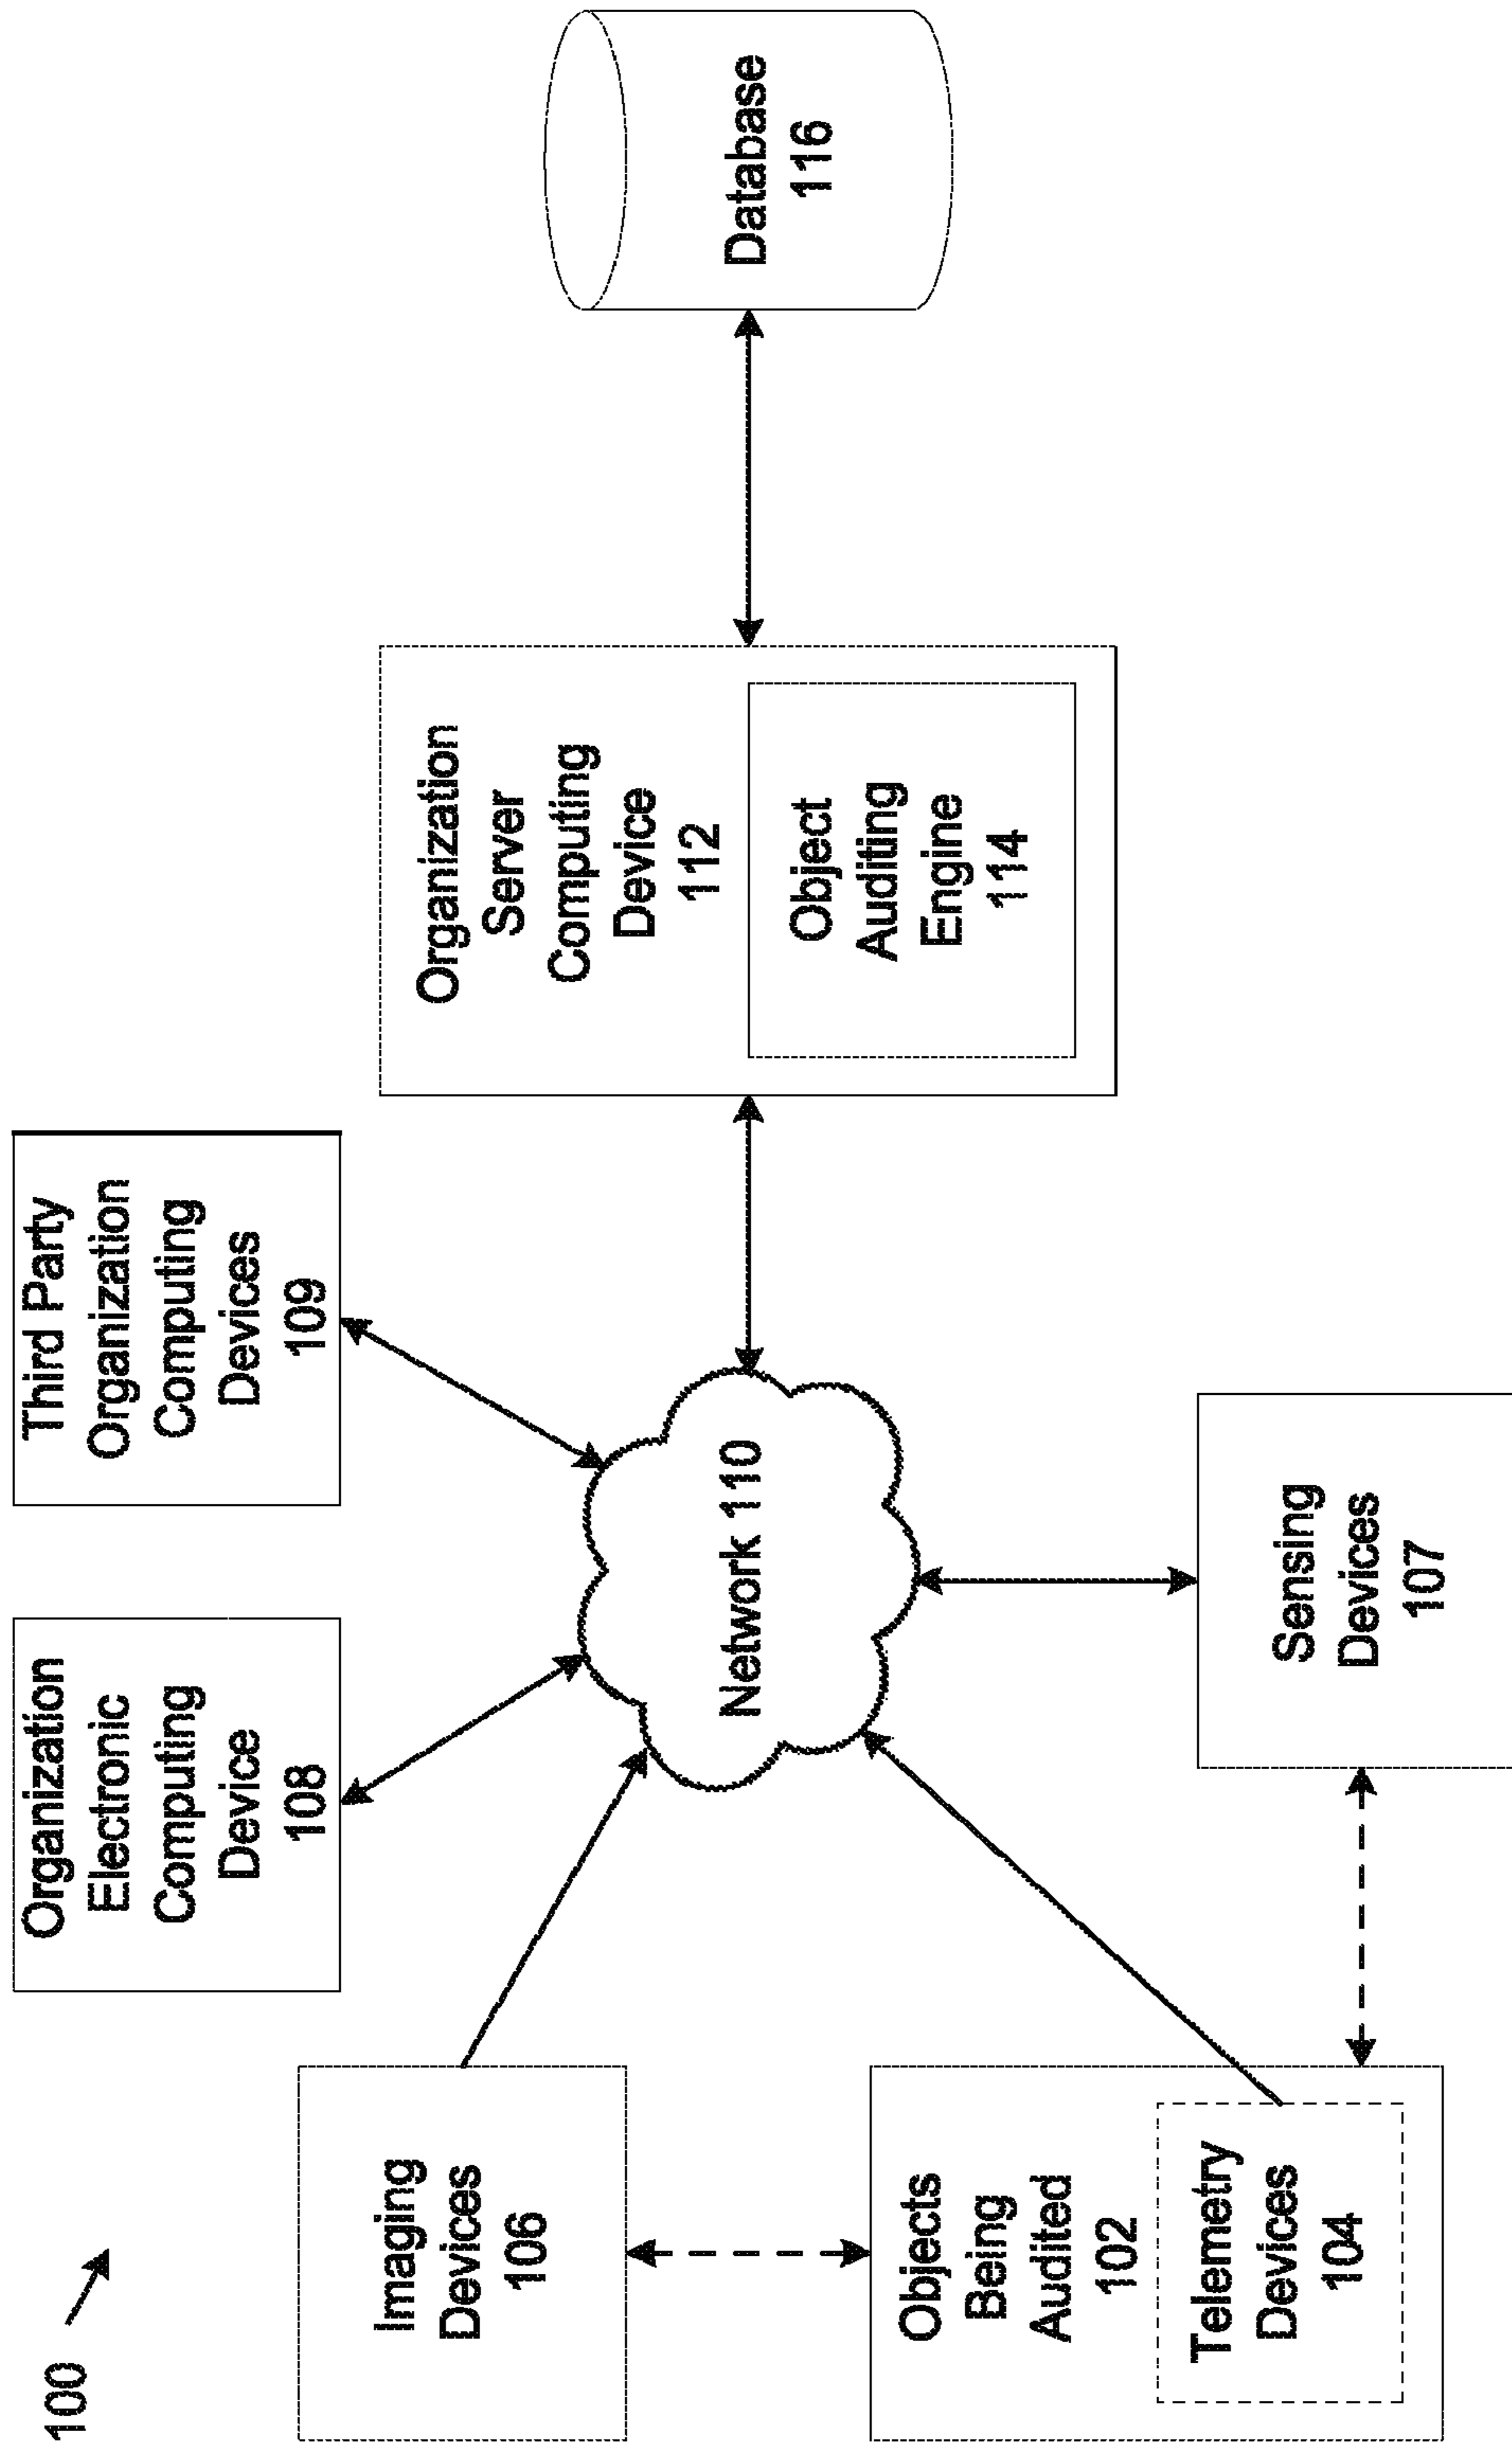 100
Imaging
Devices
106
Objects
Being
Audited
102
Telemetry
Devices
104
Organization
Electronic
Computing
Device
108
Third Party
Organization
Computing
Devices
109
Network 110
Sensing
Devices
107
Organization
Server
Computing
Device
112
Object
Auditing
Engine
114
Database
116